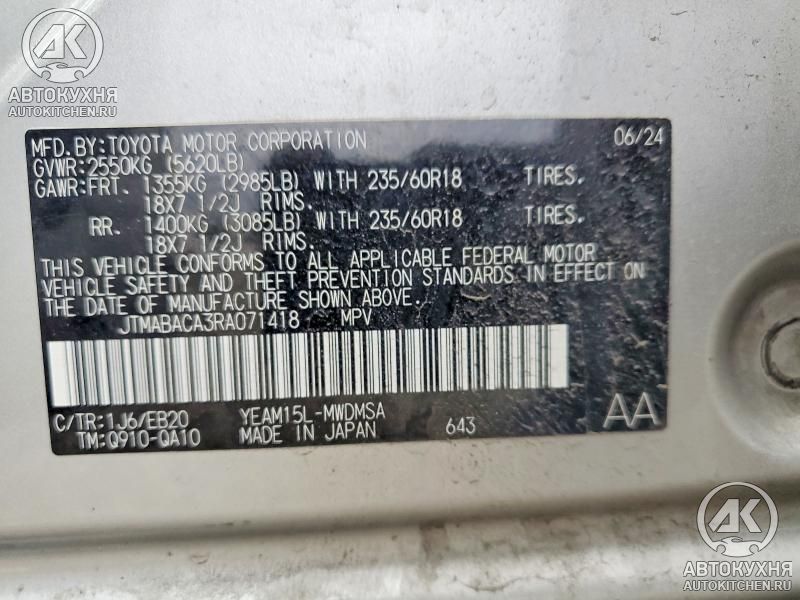 AK
АВТОКУХНЯ
AUTOKITCHEN.RU
MFD.BY:TOYOTA MOTOR CORPORATION 06/24
GVWR:2550KG (5620LB)
GAWR:FRT. 1355KG (2985LB) WITH 235/60R18 TIRES.
18X7 1/2J RIMS.
RR. 1400KG (3085LB) WITH 235/60R18 TIRES.
18X7 1/2J RIMS.
THIS VEHICLE CONFORMS TO ALL APPLICABLE FEDERAL MOTOR
VEHICLE SAFETY AND THEFT PREVENTION STANDARDS IN EFFECT ON
THE DATE OF MANUFACTURE SHOWN ABOVE.
JTMABACA3RA071418 MPV
C/TR:1J6/EB20 YEAM15L-MWDMSA AA
TM:Q910-QA10 MADE IN JAPAN 643
AK
АВТОКУХНЯ
AUTOKITCHEN.RU